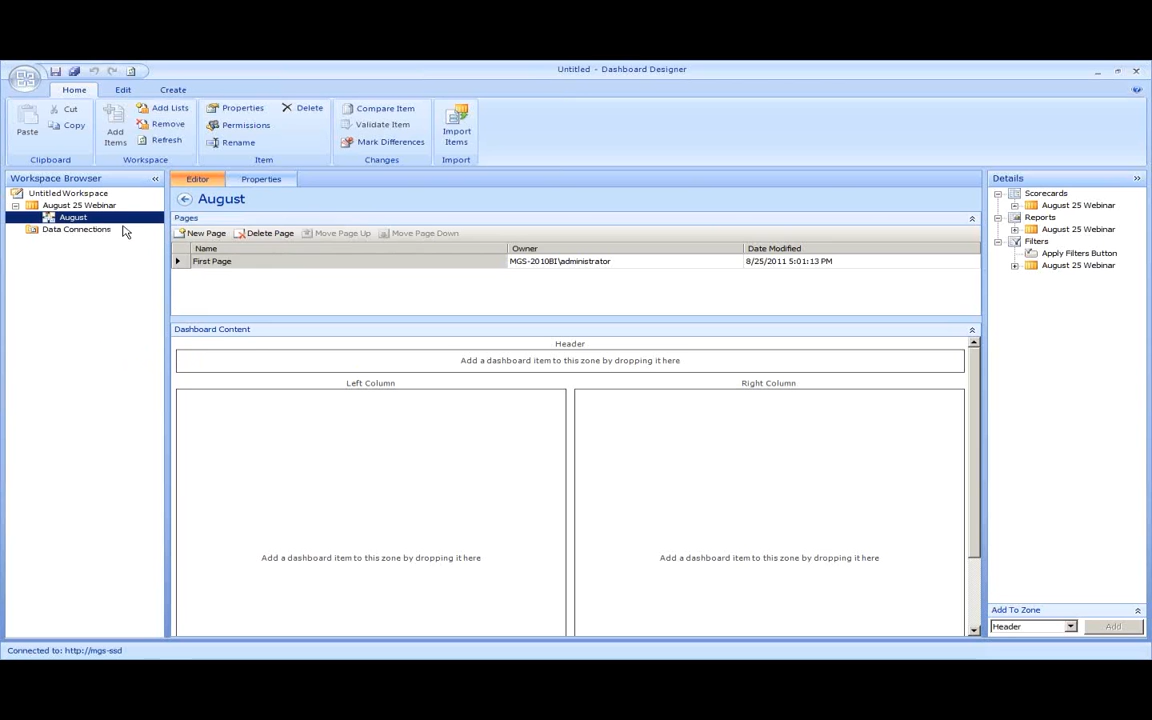 Untitled - Dashboard Designer
Home Edit Create
Paste
Cut
Copy
Clipboard
Add Items
Add Lists
Remove
Refresh
Workspace
Properties
Delete
Permissions
Rename
Item
Compare Item
Validate Item
Mark Differences
Changes
Import Items
Import
Workspace Browser
Untitled Workspace
August 25 Webinar
August
Data Connections
Editor Properties
August
Pages
New Page Delete Page Move Page Up Move Page Down
Name Owner Date Modified
First Page MGS-2010BI\administrator 8/25/2011 5:01:13 PM
Dashboard Content
Header
Add a dashboard item to this zone by dropping it here
Left Column Right Column
Add a dashboard item to this zone by dropping it here Add a dashboard item to this zone by dropping it here
Details
Scorecards
August 25 Webinar
Reports
August 25 Webinar
Filters
Apply Filters Button
August 25 Webinar
Add To Zone
Header Add
Connected to: http://mgs-ssd